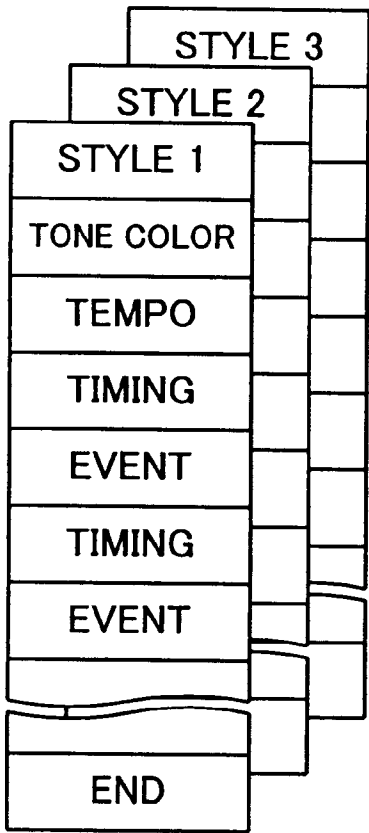 STYLE 3
STYLE 2
STYLE 1
TONE COLOR
TEMPO
TIMING
EVENT
TIMING
EVENT
END